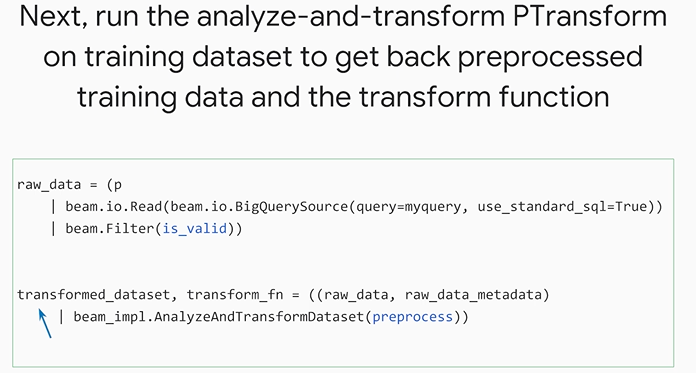 Next, run the analyze-and-transform PTransform
on training dataset to get back preprocessed
training data and the transform function
raw_data = (p
| beam.io.Read(beam.io.BigQuerySource(query=myquery, use_standard_sql=True))
| beam.Filter(is_valid))
transformed_dataset, transform_fn = ((raw_data, raw_data_metadata)
| beam_impl.AnalyzeAndTransformDataset(preprocess))